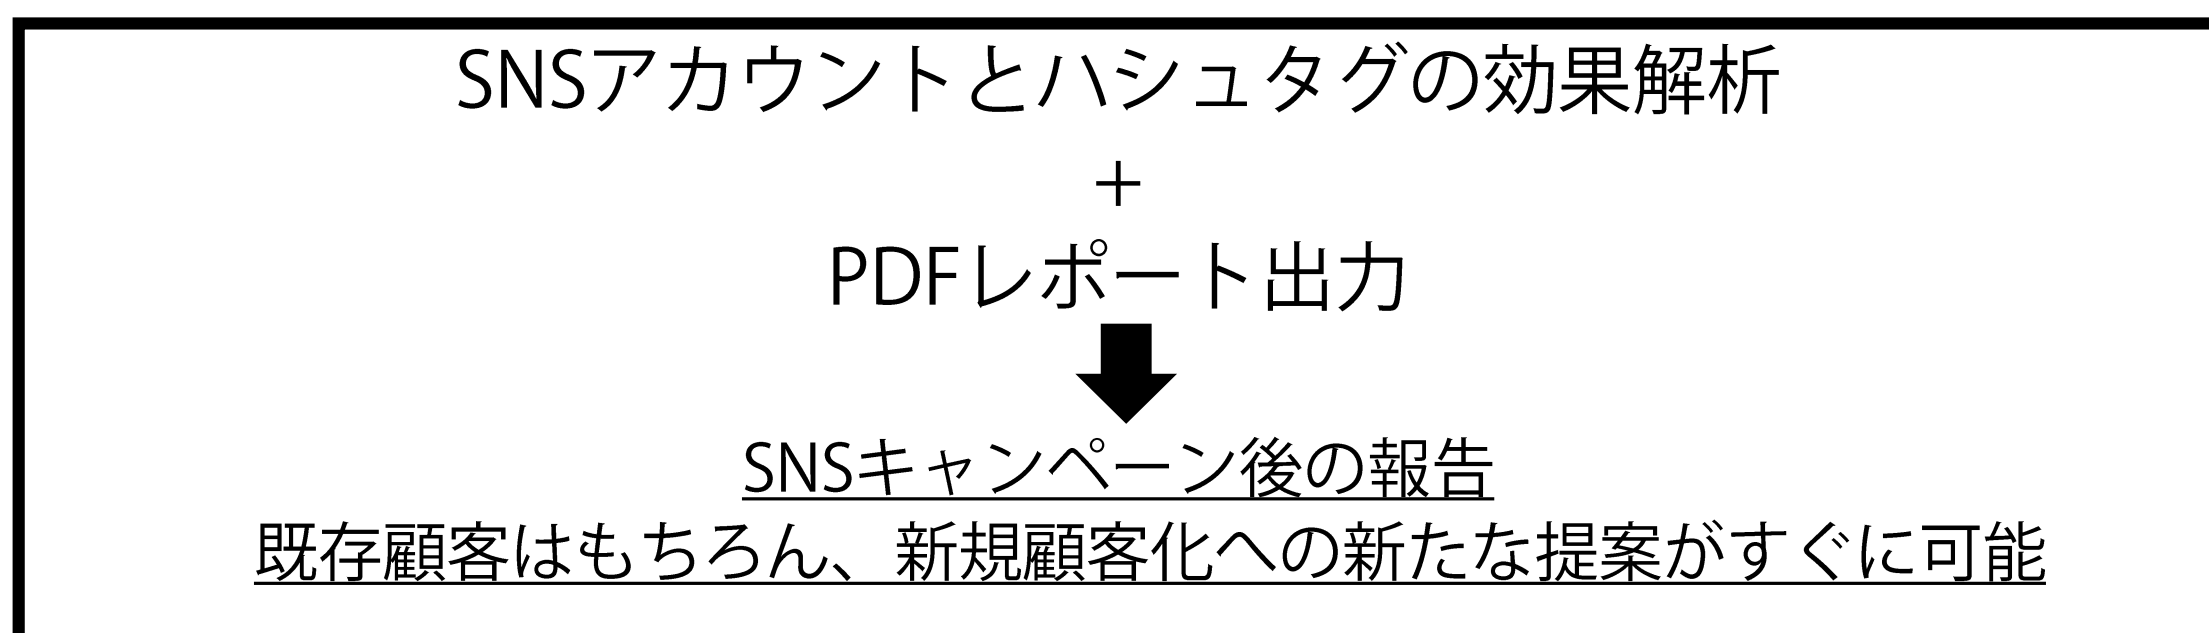 SNSアカウントとハシュタグの効果解析
+
PDFレポート出力
SNSキャンペーン後の報告
既存顧客はもちろん、新規顧客化への新たな提案がすぐに可能